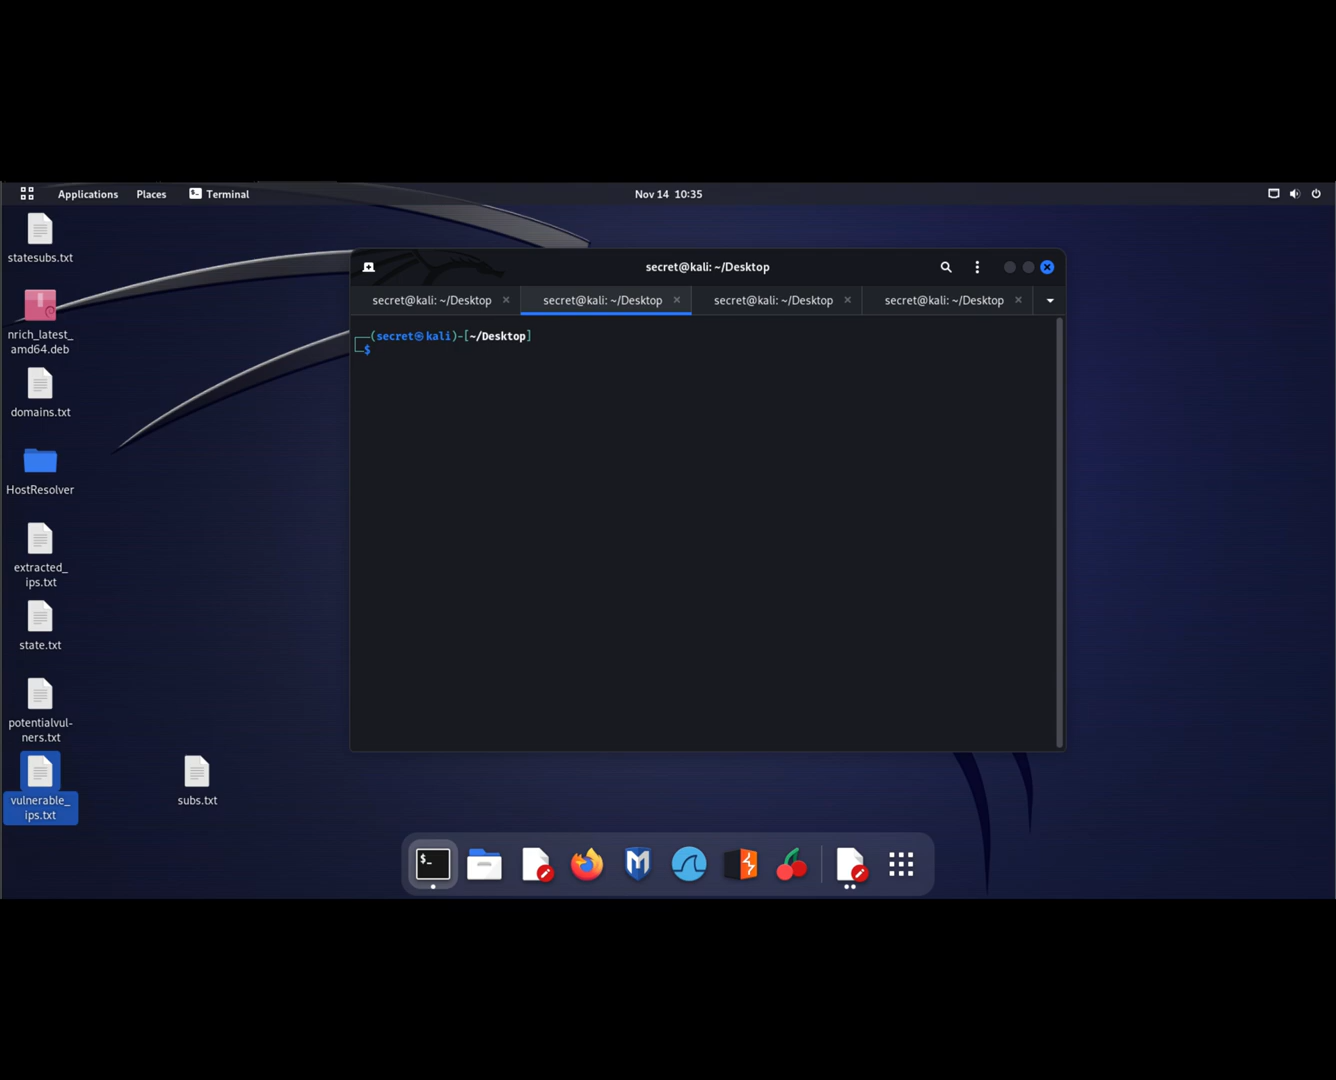 Applications Places Terminal Nov 14 10:35
statesubs.txt
nrich_latest_
amd64.deb
domains.txt
HostResolver
extracted_
ips.txt
state.txt
potentialvul-
ners.txt
vulnerable_
ips.txt
subs.txt
secret@kali: ~/Desktop
secret@kali: ~/Desktop × secret@kali: ~/Desktop × secret@kali: ~/Desktop × secret@kali: ~/Desktop ×
┌──(secret㉿kali)-[~/Desktop]
└─$
$_